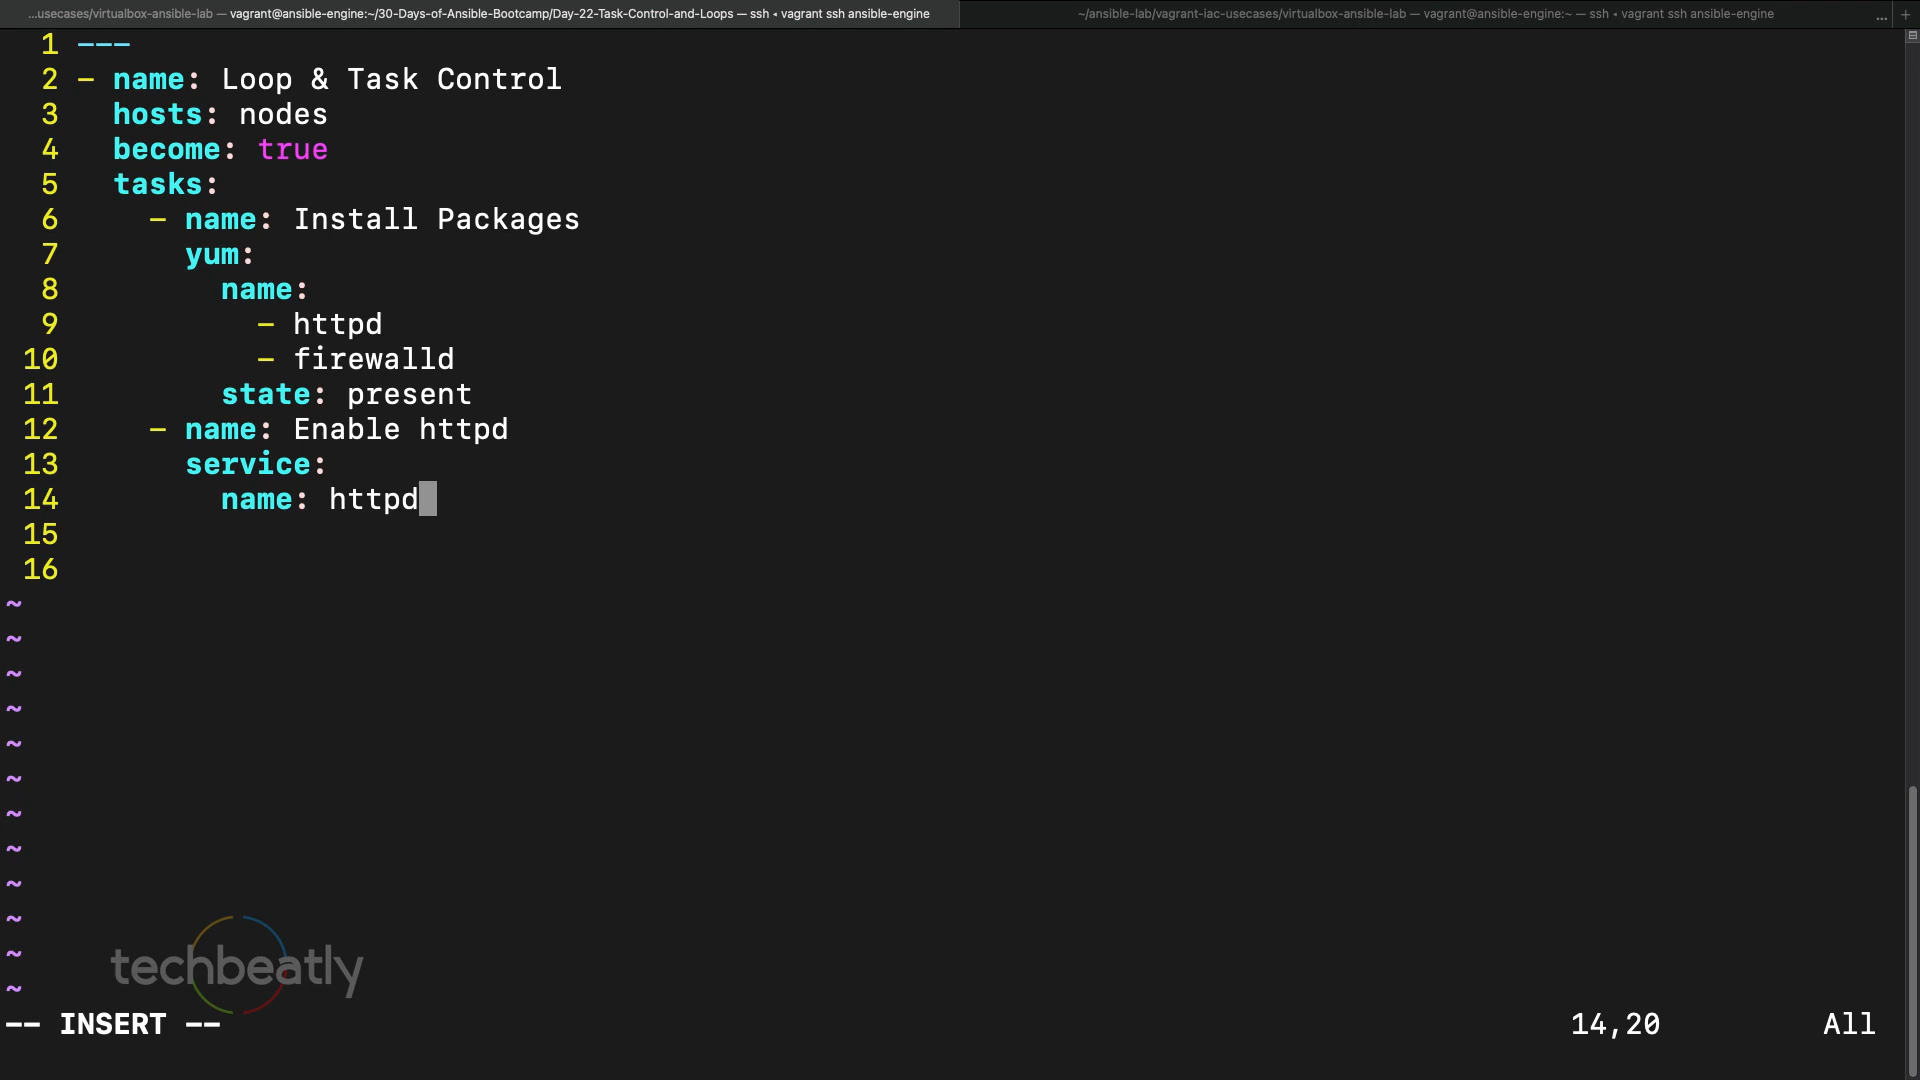 ...usecases/virtualbox-ansible-lab — vagrant@ansible-engine:~/30-Days-of-Ansible-Bootcamp/Day-22-Task-Control-and-Loops — ssh ◂ vagrant ssh ansible-engine
~/ansible-lab/vagrant-iac-usecases/virtualbox-ansible-lab — vagrant@ansible-engine:~ — ssh ◂ vagrant ssh ansible-engine ... +
1 ---
2 - name: Loop & Task Control
3   hosts: nodes
4   become: true
5   tasks:
6     - name: Install Packages
7       yum:
8         name:
9           - httpd
10           - firewalld
11         state: present
12     - name: Enable httpd
13       service:
14         name: httpd
15
16
~
~
~
~
~
~
~
~
~
~
~
~
techbeatly
-- INSERT -- 14,20 All